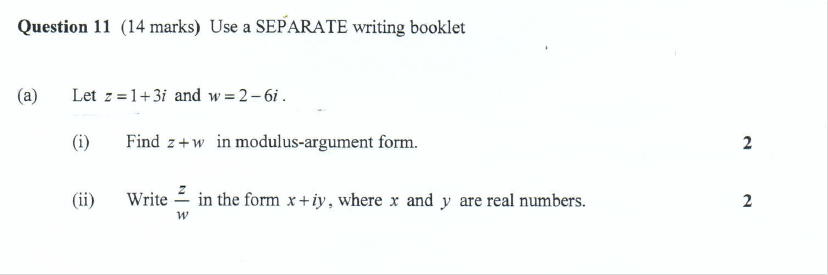 Question 11 (14 marks) Use a SEPARATE writing booklet
(a) Let z = 1 + 3i and w = 2 − 6i .
(i) Find z + w in modulus-argument form. 2
(ii) Write z/w in the form x + iy, where x and y are real numbers. 2